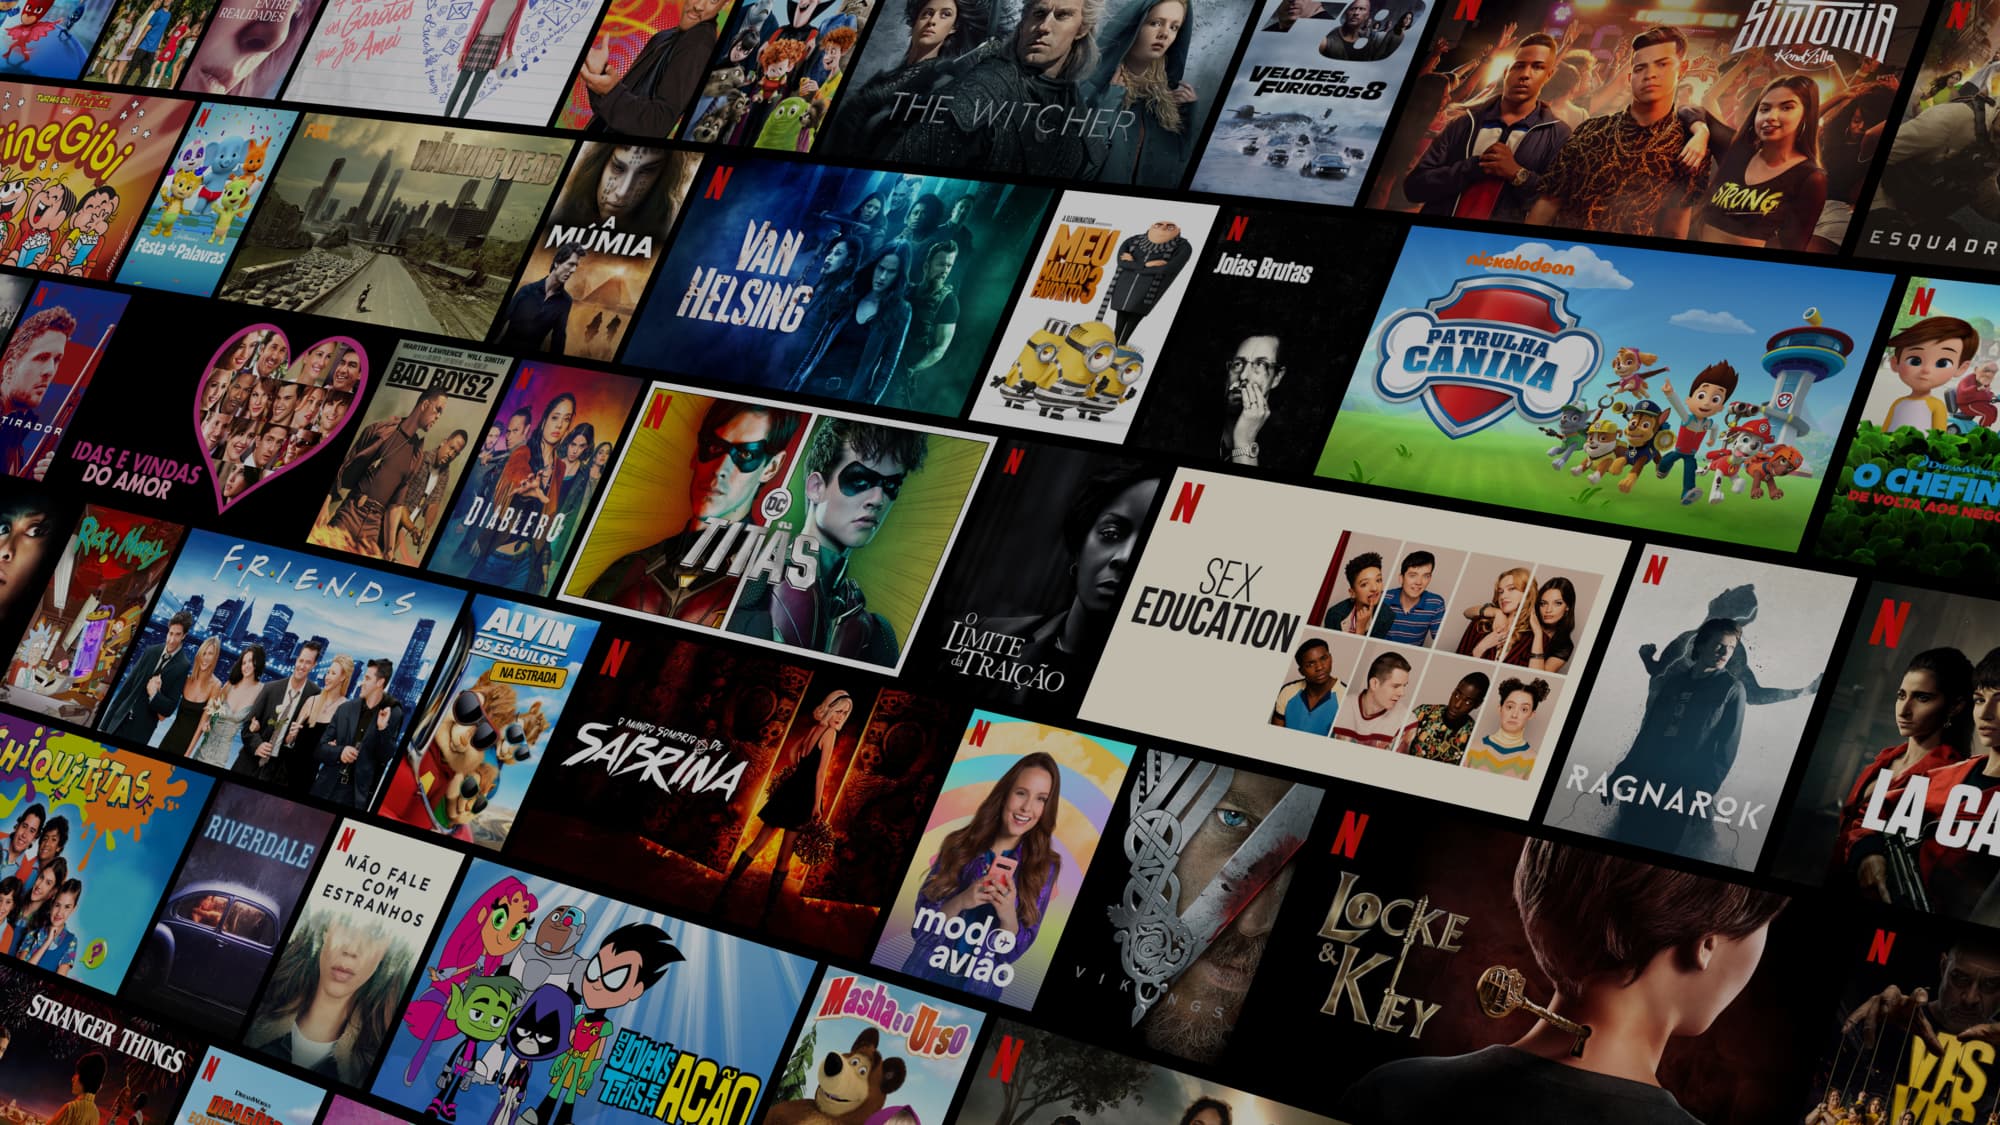 ENTRE
REALIDADES
os Garotos
que Já Amei
THE WITCHER
F8
VELOZES E
FURIOSOS 8
SINTONIA
KondZilla
STRONG
TURMA DA
CineGibi
Festa de Palavras
FOX
THE
WALKING DEAD
A
MÚMIA
N
VAN
HELSING
A ILLUMINATION
MEU
MALVADO
FAVORITO 3
N
Joias Brutas
nickelodeon
PATRULHA
CANINA
ESQUADR
N
DREAMWORKS
O CHEFIN
DE VOLTA AOS NEGÓ
N
TIRADOR
IDAS E VINDAS
DO AMOR
MARTIN LAWRENCE WILL SMITH
BAD BOYS 2
N
DIABLERO
N
DC
TITÃS
N
O
LIMITE
da TRAIÇÃO
N
SEX
EDUCATION
N
RAGNAROK
N
LA CA
Rick e Morty
F·R·I·E·N·D·S
ALVIN
E OS ESQUILOS
NA ESTRADA
N
O MUNDO SOMBRIO DE
SABRINA
N
modo
avião
VIKINGS
N
LOCKE
& KEY
CHIQUITITAS
RIVERDALE
N
NÃO FALE
COM
ESTRANHOS
OS JOVENS
TITÃS EM
AÇÃO
Masha e o Urso
N
N
STRANGER THINGS
N
DREAMWORKS
DRAGÕES